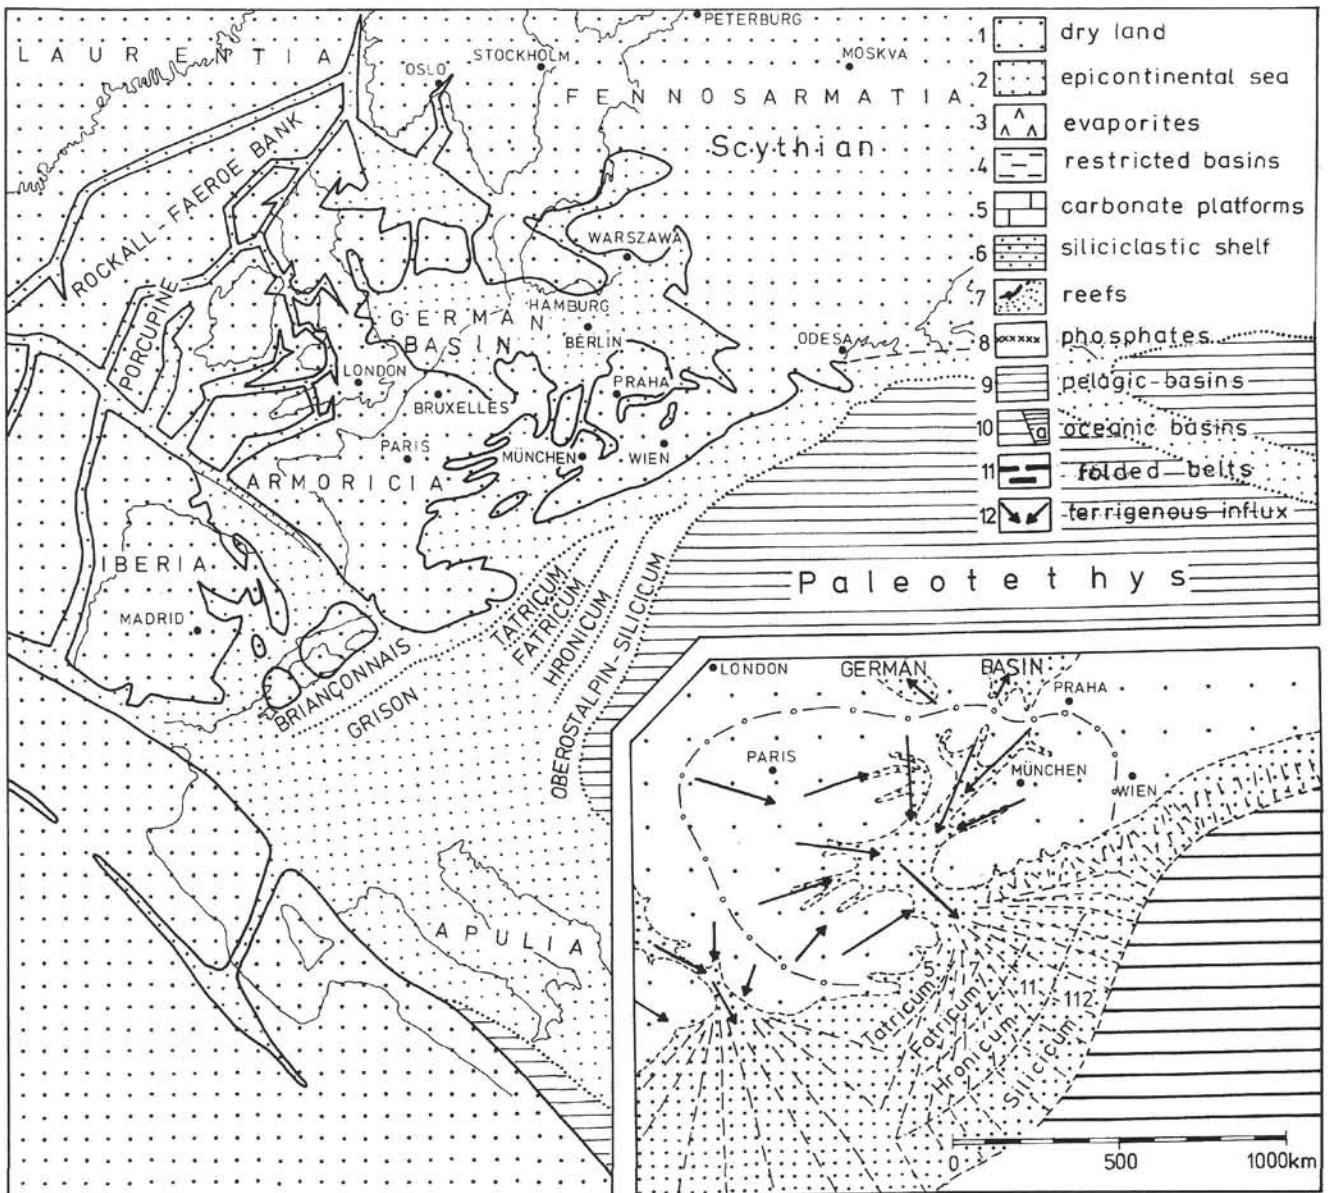 LAURENTIA
PETERBURG
STOCKHOLM
MOSKVA
OSLO
FENNOSARMATIA
Scythian
ROCKALL-FAEROE BANK
WARSZAWA
PORCUPINE
GERMAN
BASIN
HAMBURG
BERLIN
ODESA
LONDON
BRUXELLES
PRAHA
PARIS
MÜNCHEN
WIEN
ARMORICIA
IBERIA
MADRID
TATRICUM
FATRICUM
HRONICUM
OBEROSTALPIN-SILICICUM
BRIANÇONNAIS
GRISON
Paleotethys
APULIA
1 dry land
2 epicontinental sea
3 evaporites
4 restricted basins
5 carbonate platforms
6 siliciclastic shelf
7 reefs
8 phosphates
9 pelagic basins
10 a oceanic basins
11 folded belts
12 terrigenous influx
LONDON
GERMAN BASIN
PRAHA
PARIS
MÜNCHEN
WIEN
Tatricum 5
Fatricum 7
Hronicum 11
Silicicum 112
0 500 1000km